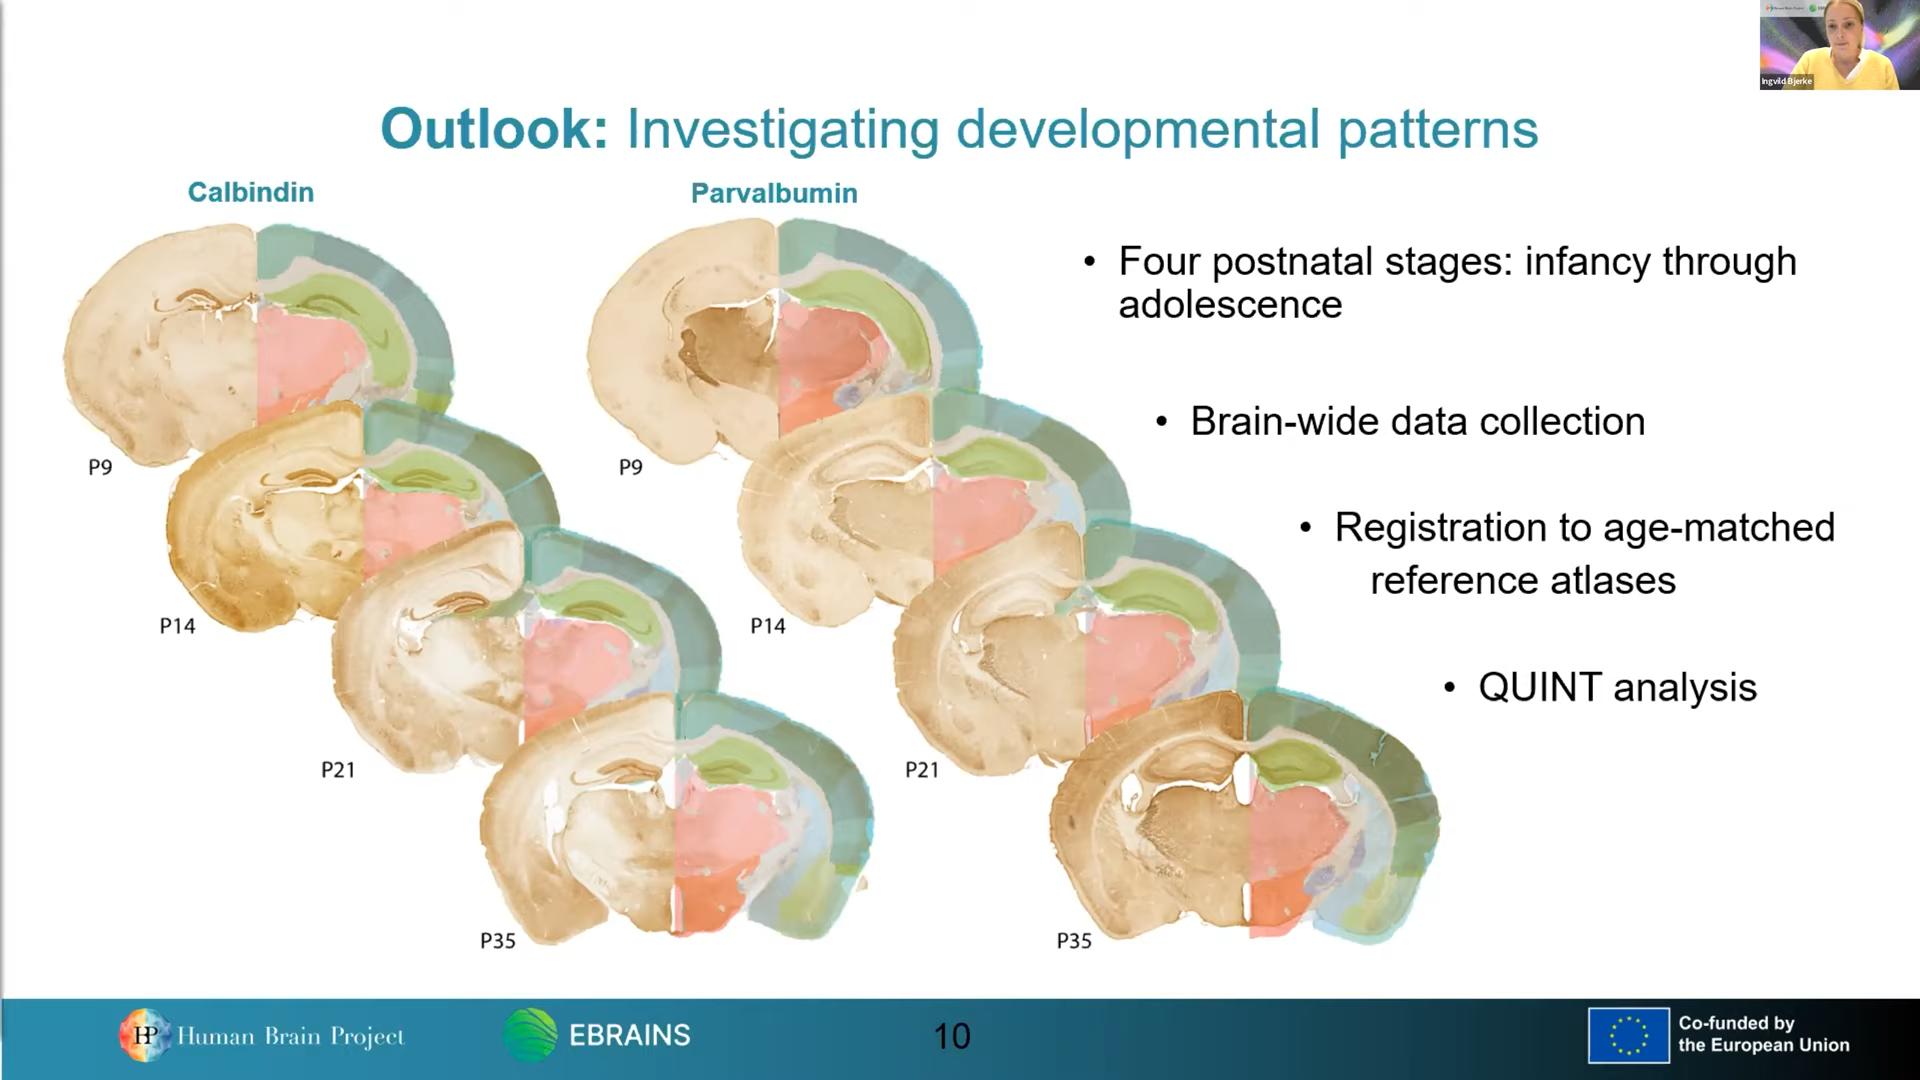 Ingvild Bjerke
Outlook: Investigating developmental patterns
Calbindin
Parvalbumin
P9
P14
P21
P35
P9
P14
P21
P35
• Four postnatal stages: infancy through
adolescence
• Brain-wide data collection
• Registration to age-matched
reference atlases
• QUINT analysis
HP Human Brain Project
EBRAINS
10
Co-funded by
the European Union